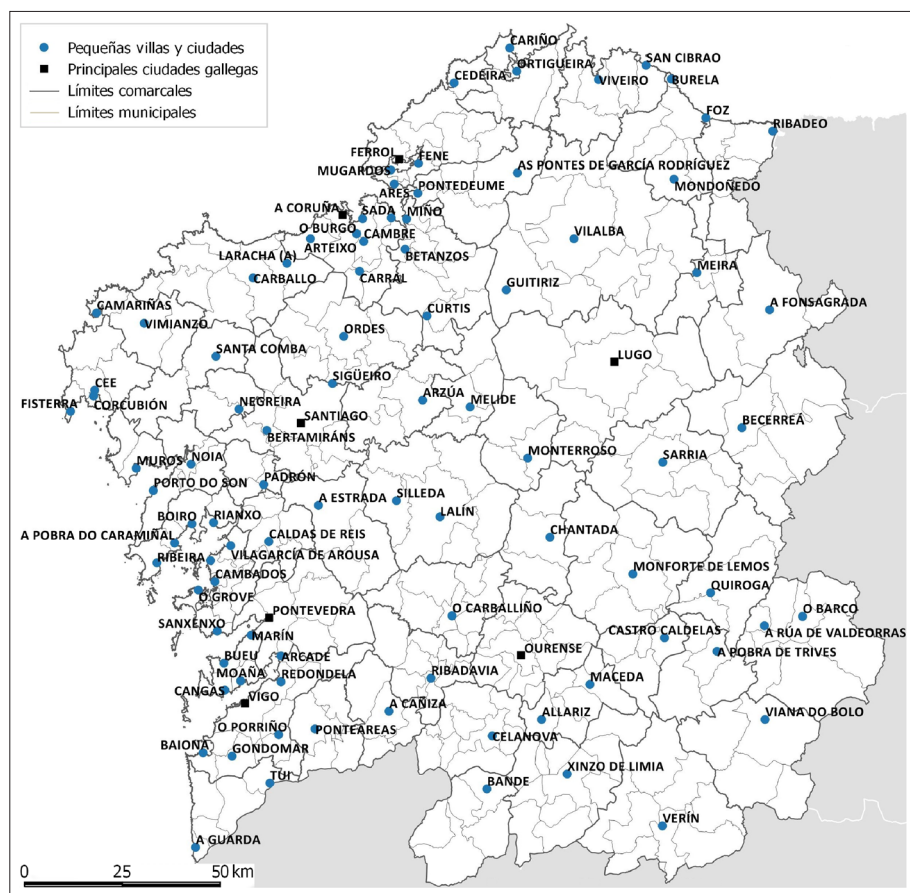 Pequeñas villas y ciudades
Principales ciudades gallegas
Límites comarcales
Límites municipales
CARIÑO
ORTIGUEIRA
SAN CIBRAO
CEDEIRA
VIVEIRO
BURELA
FOZ
RIBADEO
FERROL
FENE
MUGARDOS
AS PONTES DE GARCÍA RODRÍGUEZ
MONDOÑEDO
ARES
PONTEDEUME
A CORUÑA
SADA
MIÑO
O BURGO
CAMBRE
VILALBA
ARTEIXO
BETANZOS
LARACHA (A)
CARBALLO
CARRAL
MEIRA
GUITIRIZ
A FONSAGRADA
CAMARIÑAS
CURTIS
VIMIANZO
ORDES
SANTA COMBA
LUGO
CEE
SIGÜEIRO
FISTERRA
CORCUBIÓN
NEGREIRA
ARZÚA
MELIDE
SANTIAGO
BECERREÁ
BERTAMIRÁNS
MUROS
NOIA
MONTERROSO
SARRIA
PORTO DO SON
PADRÓN
A ESTRADA
SILLEDA
BOIRO
RIANXO
LALÍN
A POBRA DO CARAMIÑAL
CALDAS DE REIS
CHANTADA
RIBEIRA
VILAGARCÍA DE AROUSA
MONFORTE DE LEMOS
CAMBADOS
QUIROGA
O GROVE
PONTEVEDRA
O CARBALLIÑO
O BARCO
SANXENXO
MARÍN
CASTRO CALDELAS
A RÚA DE VALDEORRAS
BUEU
ARCADE
OURENSE
A POBRA DE TRIVES
MOAÑA
REDONDELA
RIBADAVIA
MACEDA
CANGAS
VIGO
A CAÑIZA
ALLARIZ
VIANA DO BOLO
O PORRIÑO
PONTEAREAS
CELANOVA
BAIONA
GONDOMAR
TUI
BANDE
XINZO DE LIMIA
VERÍN
A GUARDA
0 25 50 km